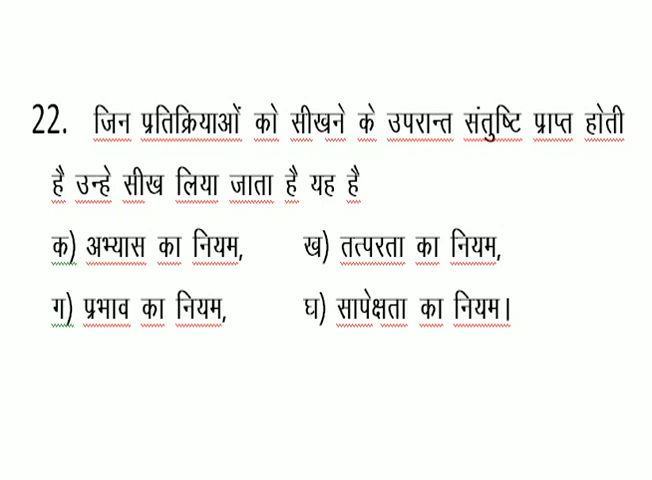 22. जिन प्रतिक्रियाओं को सीखने के उपरान्त संतुष्टि प्राप्त होती
है उन्हे सीख लिया जाता है यह है
क) अभ्यास का नियम, ख) तत्परता का नियम,
ग) प्रभाव का नियम, घ) सापेक्षता का नियम।